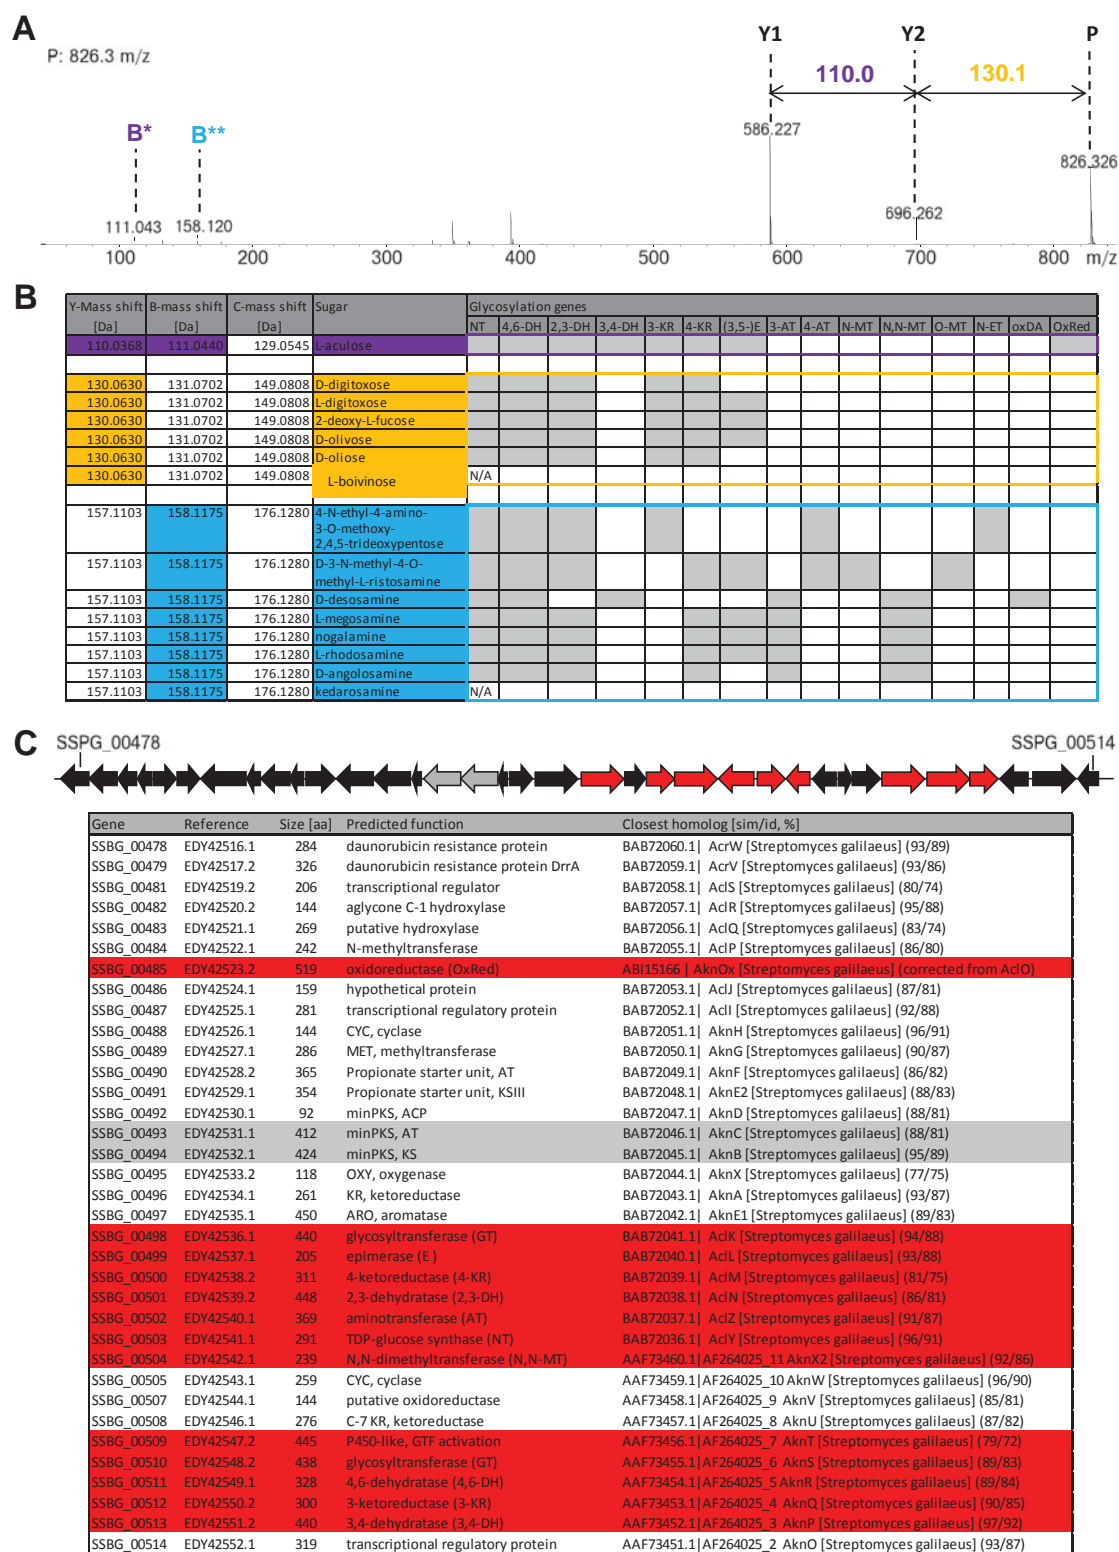 A
P: 826.3 m/z
Y1 Y2 P
110.0 130.1
B* B**
586.227
826.326
696.262
111.043 158.120
100 200 300 400 500 600 700 800 m/z
B
Y-Mass shift B-mass shift C-mass shift Sugar Glycosylation genes
[Da] [Da] [Da] NT 4,6-DH 2,3-DH 3,4-DH 3-KR 4-KR (3,5-)E 3-AT 4-AT N-MT N,N-MT O-MT N-ET oxDA OxRed
110.0368 111.0440 129.0545 L-aculose
130.0630 131.0702 149.0808 D-digitoxose
130.0630 131.0702 149.0808 L-digitoxose
130.0630 131.0702 149.0808 2-deoxy-L-fucose
130.0630 131.0702 149.0808 D-olivose
130.0630 131.0702 149.0808 D-oliose
130.0630 131.0702 149.0808 L-boivinose N/A
157.1103 158.1175 176.1280 4-N-ethyl-4-amino-
3-O-methoxy-
2,4,5-trideoxypentose
157.1103 158.1175 176.1280 D-3-N-methyl-4-O-
methyl-L-ristosamine
157.1103 158.1175 176.1280 D-desosamine
157.1103 158.1175 176.1280 L-megosamine
157.1103 158.1175 176.1280 nogalamine
157.1103 158.1175 176.1280 L-rhodosamine
157.1103 158.1175 176.1280 D-angolosamine
157.1103 158.1175 176.1280 kedarosamine N/A
C
SSPG_00478 SSPG_00514
Gene Reference Size [aa] Predicted function Closest homolog [sim/id, %]
SSBG_00478 EDY42516.1 284 daunorubicin resistance protein BAB72060.1| AcrW [Streptomyces galilaeus] (93/89)
SSBG_00479 EDY42517.2 326 daunorubicin resistance protein DrrA BAB72059.1| AcrV [Streptomyces galilaeus] (93/86)
SSBG_00481 EDY42519.2 206 transcriptional regulator BAB72058.1| AclS [Streptomyces galilaeus] (80/74)
SSBG_00482 EDY42520.2 144 aglycone C-1 hydroxylase BAB72057.1| AclR [Streptomyces galilaeus] (95/88)
SSBG_00483 EDY42521.1 269 putative hydroxylase BAB72056.1| AclQ [Streptomyces galilaeus] (83/74)
SSBG_00484 EDY42522.1 242 N-methyltransferase BAB72055.1| AclP [Streptomyces galilaeus] (86/80)
SSBG_00485 EDY42523.2 519 oxidoreductase (OxRed) ABI15166 | AknOx [Streptomyces galilaeus] (corrected from AclO)
SSBG_00486 EDY42524.1 159 hypothetical protein BAB72053.1| AclJ [Streptomyces galilaeus] (87/81)
SSBG_00487 EDY42525.1 281 transcriptional regulatory protein BAB72052.1| AclI [Streptomyces galilaeus] (92/88)
SSBG_00488 EDY42526.1 144 CYC, cyclase BAB72051.1| AknH [Streptomyces galilaeus] (96/91)
SSBG_00489 EDY42527.1 286 MET, methyltransferase BAB72050.1| AknG [Streptomyces galilaeus] (90/87)
SSBG_00490 EDY42528.2 365 Propionate starter unit, AT BAB72049.1| AknF [Streptomyces galilaeus] (86/82)
SSBG_00491 EDY42529.1 354 Propionate starter unit, KSIII BAB72048.1| AknE2 [Streptomyces galilaeus] (88/83)
SSBG_00492 EDY42530.1 92 minPKS, ACP BAB72047.1| AknD [Streptomyces galilaeus] (88/81)
SSBG_00493 EDY42531.1 412 minPKS, AT BAB72046.1| AknC [Streptomyces galilaeus] (88/81)
SSBG_00494 EDY42532.1 424 minPKS, KS BAB72045.1| AknB [Streptomyces galilaeus] (95/89)
SSBG_00495 EDY42533.2 118 OXY, oxygenase BAB72044.1| AknX [Streptomyces galilaeus] (77/75)
SSBG_00496 EDY42534.1 261 KR, ketoreductase BAB72043.1| AknA [Streptomyces galilaeus] (93/87)
SSBG_00497 EDY42535.1 450 ARO, aromatase BAB72042.1| AknE1 [Streptomyces galilaeus] (89/83)
SSBG_00498 EDY42536.1 440 glycosyltransferase (GT) BAB72041.1| AclK [Streptomyces galilaeus] (94/88)
SSBG_00499 EDY42537.1 205 epimerase (E ) BAB72040.1| AclL [Streptomyces galilaeus] (93/88)
SSBG_00500 EDY42538.2 311 4-ketoreductase (4-KR) BAB72039.1| AclM [Streptomyces galilaeus] (81/75)
SSBG_00501 EDY42539.2 448 2,3-dehydratase (2,3-DH) BAB72038.1| AclN [Streptomyces galilaeus] (86/81)
SSBG_00502 EDY42540.1 369 aminotransferase (AT) BAB72037.1| AclZ [Streptomyces galilaeus] (91/87)
SSBG_00503 EDY42541.1 291 TDP-glucose synthase (NT) BAB72036.1| AclY [Streptomyces galilaeus] (96/91)
SSBG_00504 EDY42542.1 239 N,N-dimethyltransferase (N,N-MT) AAF73460.1|AF264025_11 AknX2 [Streptomyces galilaeus] (92/86)
SSBG_00505 EDY42543.1 259 CYC, cyclase AAF73459.1|AF264025_10 AknW [Streptomyces galilaeus] (96/90)
SSBG_00507 EDY42544.1 144 putative oxidoreductase AAF73458.1|AF264025_9 AknV [Streptomyces galilaeus] (85/81)
SSBG_00508 EDY42546.1 276 C-7 KR, ketoreductase AAF73457.1|AF264025_8 AknU [Streptomyces galilaeus] (87/82)
SSBG_00509 EDY42547.2 445 P450-like, GTF activation AAF73456.1|AF264025_7 AknT [Streptomyces galilaeus] (79/72)
SSBG_00510 EDY42548.2 438 glycosyltransferase (GT) AAF73455.1|AF264025_6 AknS [Streptomyces galilaeus] (89/83)
SSBG_00511 EDY42549.1 328 4,6-dehydratase (4,6-DH) AAF73454.1|AF264025_5 AknR [Streptomyces galilaeus] (89/84)
SSBG_00512 EDY42550.2 300 3-ketoreductase (3-KR) AAF73453.1|AF264025_4 AknQ [Streptomyces galilaeus] (90/85)
SSBG_00513 EDY42551.2 440 3,4-dehydratase (3,4-DH) AAF73452.1|AF264025_3 AknP [Streptomyces galilaeus] (97/92)
SSBG_00514 EDY42552.1 319 transcriptional regulatory protein AAF73451.1|AF264025_2 AknO [Streptomyces galilaeus] (93/87)